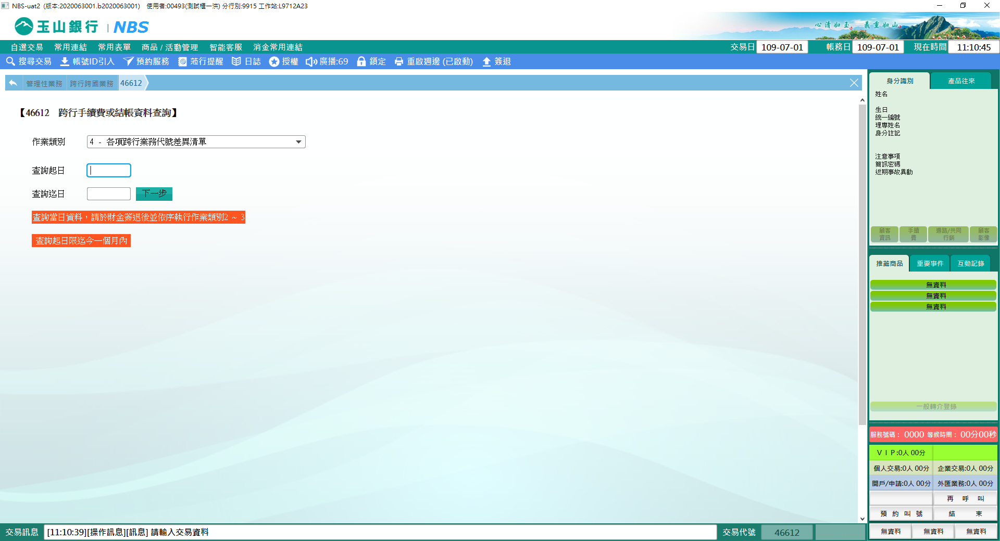 NBS-uat2 (版本:2020063001.b2020063001) 使用者:00493(測試櫃一洪) 分行別:9915 工作站:L9712A23
玉山銀行 | NBS
心清如玉。義重如山。
自選交易 常用連結 常用表單 商品 / 活動管理 智能客服 消金常用連結
交易日 109-07-01 帳務日 109-07-01 現在時間 11:10:45
搜尋交易 帳號ID引入 預約服務 蒞行提醒 日誌 授權 廣播:69 鎖定 重啟週邊 (已啟動) 簽退
管理性業務 跨行跨國業務 46612
【46612 跨行手續費或結帳資料查詢】
作業類別 4 - 各項跨行業務代號差異清單
查詢起日
查詢迄日 下一步
查詢當日資料，請於財金簽退後並依序執行作業類別2 ~ 3
查詢起日限迄今一個月內
身分識別 產品往來
姓名
生日
統一編號
理專姓名
身分註記
注意事項
簡訊密碼
近期事故異動
顧客資訊 手續費 通路/共同行銷 顧客影像
推薦商品 重要事件 互動記錄
無資料
無資料
無資料
一般轉介登錄
服務號碼： 0000 等候時間： 00分00秒
ＶＩＰ:0人 00分
個人交易:0人 00分 企業交易:0人 00分
開戶/申請:0人 00分 外匯業務:0人 00分
再 呼 叫
預 約 叫 號 結 束
無資料 無資料 無資料
交易訊息 [11:10:39][操作訊息][訊息] 請輸入交易資料 交易代號 46612